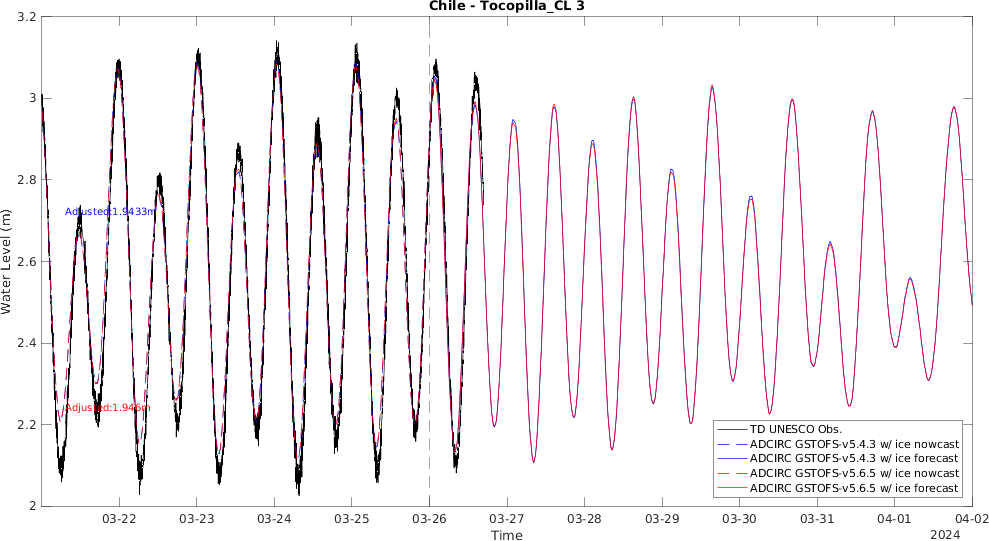 Chile - Tocopilla_CL 3
3.2
3
2.8
2.6
2.4
2.2
2
Water Level (m)
Adjusted:1.9433m
Adjusted:1.946m
TD UNESCO Obs.
ADCIRC GSTOFS-v5.4.3 w/ ice nowcast
ADCIRC GSTOFS-v5.4.3 w/ ice forecast
ADCIRC GSTOFS-v5.6.5 w/ ice nowcast
ADCIRC GSTOFS-v5.6.5 w/ ice forecast
03-22 03-23 03-24 03-25 03-26 03-27 03-28 03-29 03-30 03-31 04-01 04-02
Time
2024